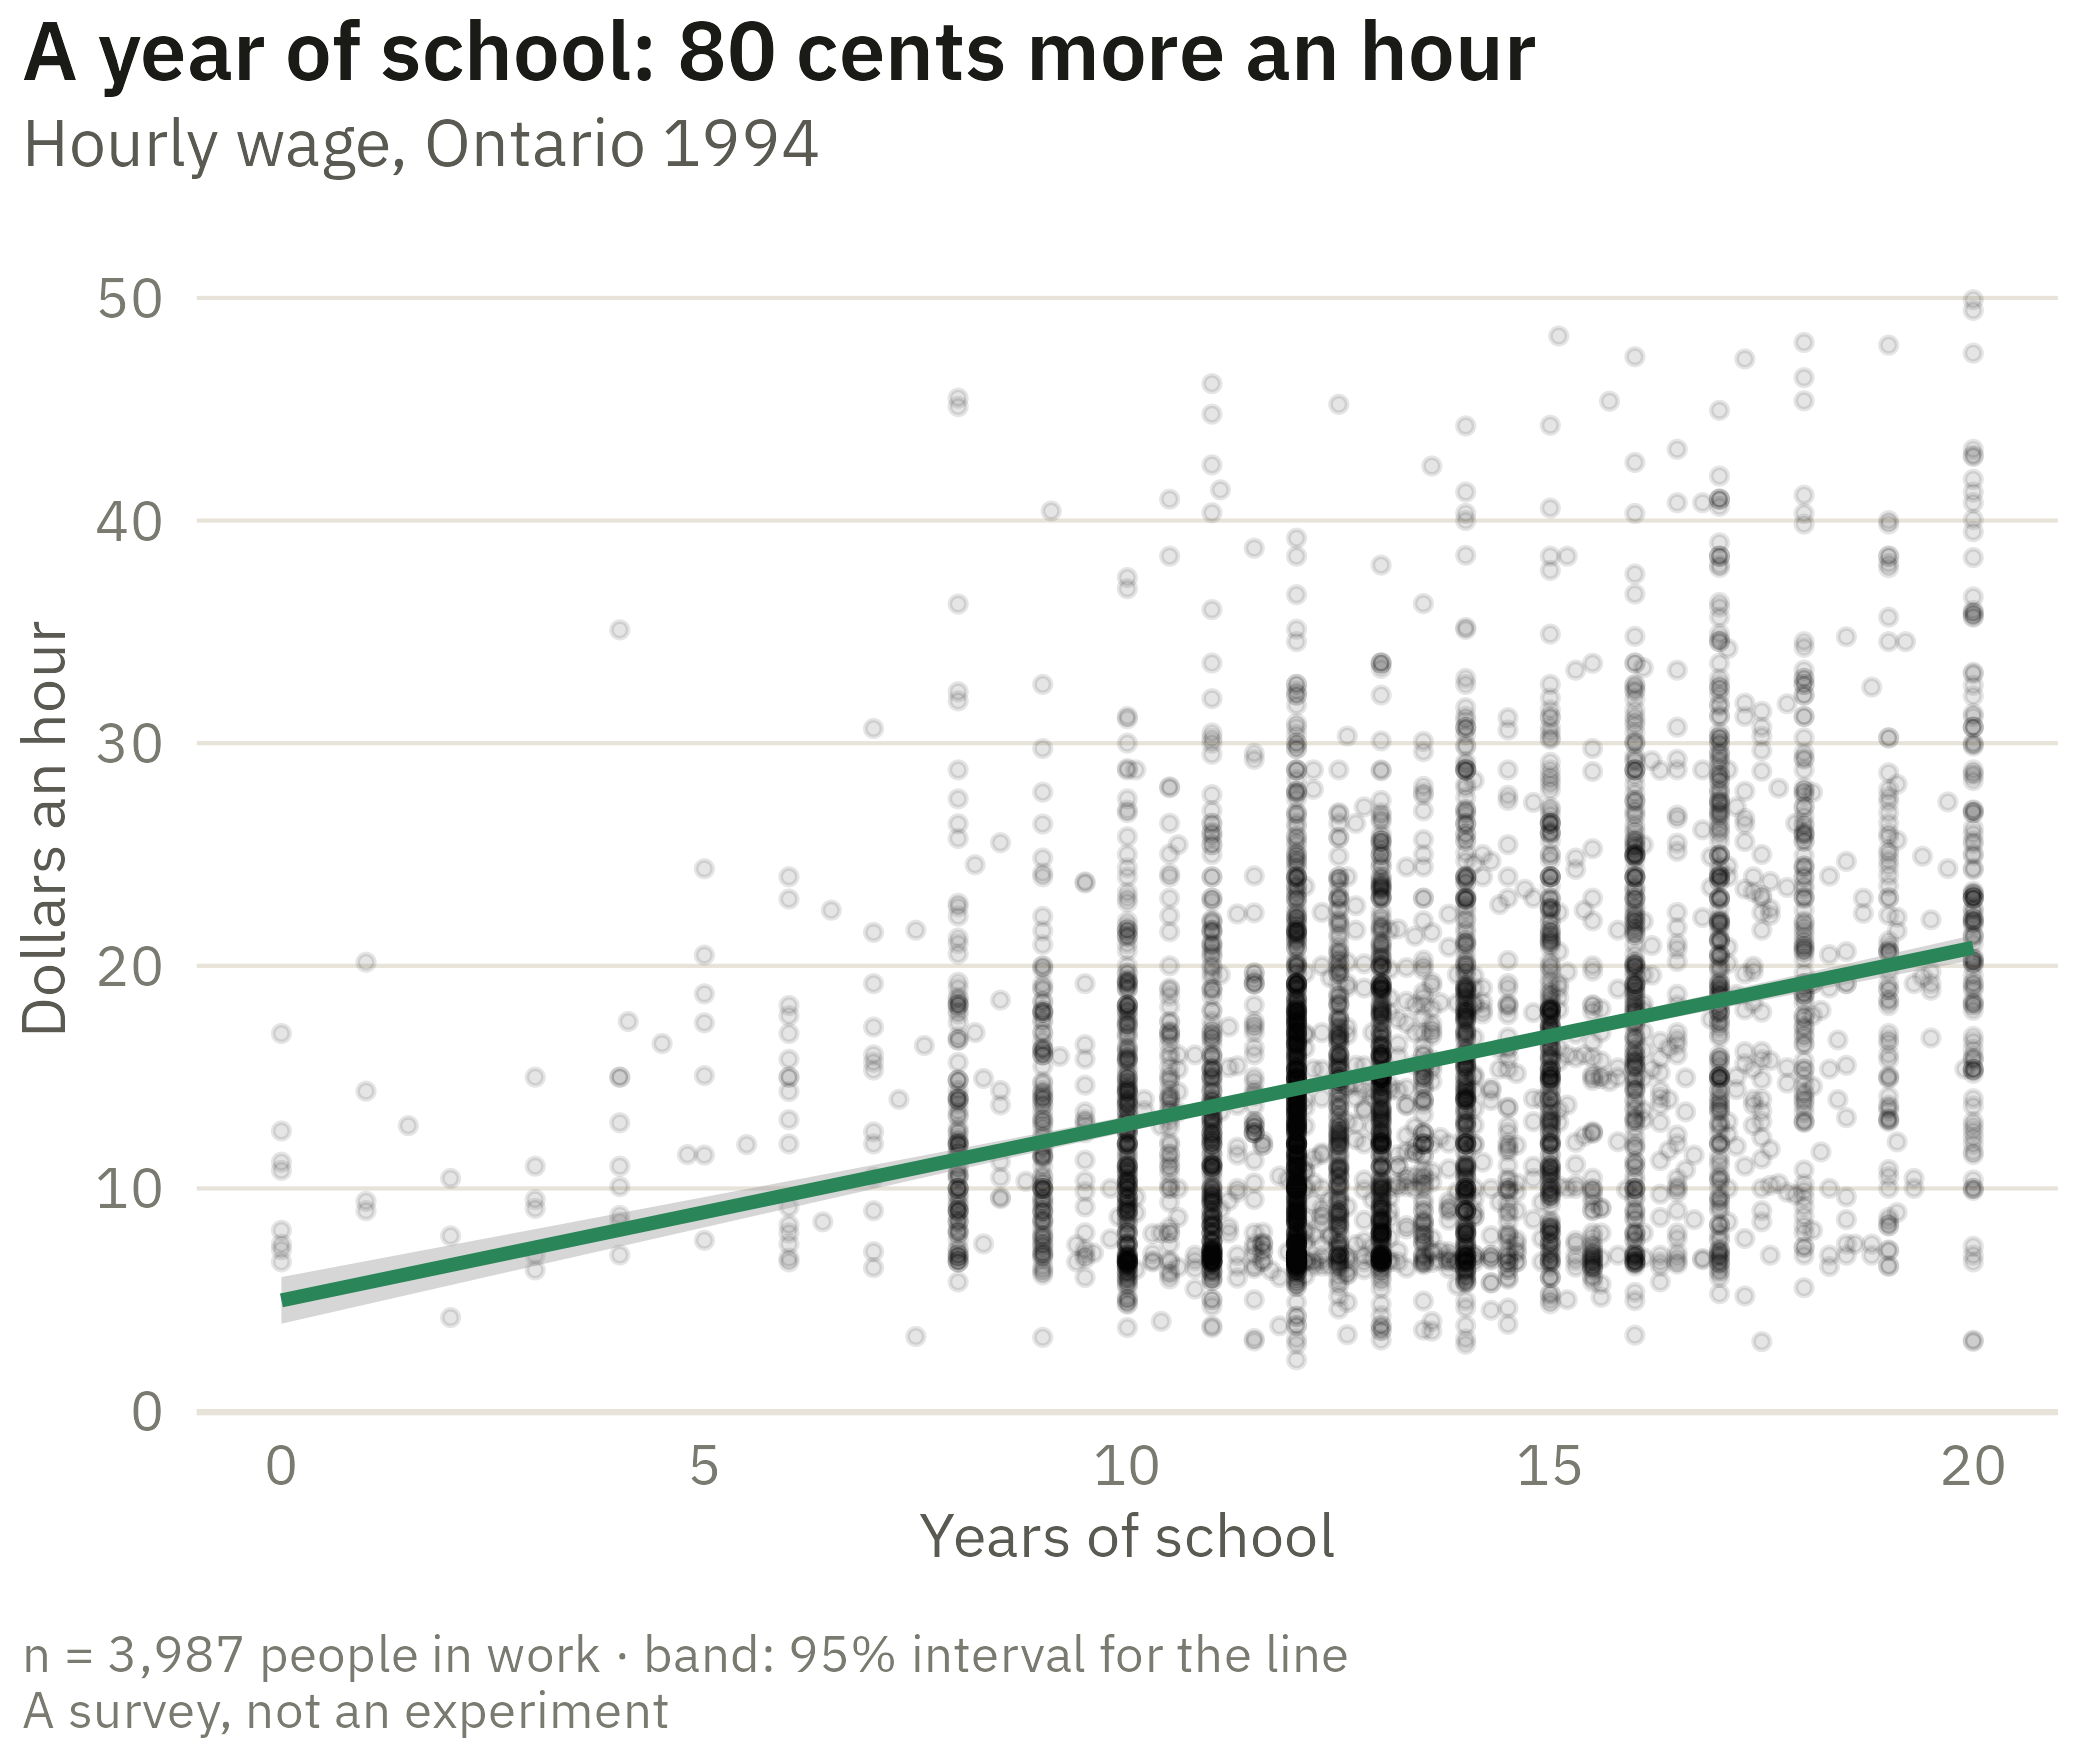 A year of school: 80 cents more an hour
Hourly wage, Ontario 1994
50
40
30
20
10
0
Dollars an hour
0 5 10 15 20
Years of school
n = 3,987 people in work · band: 95% interval for the line
A survey, not an experiment